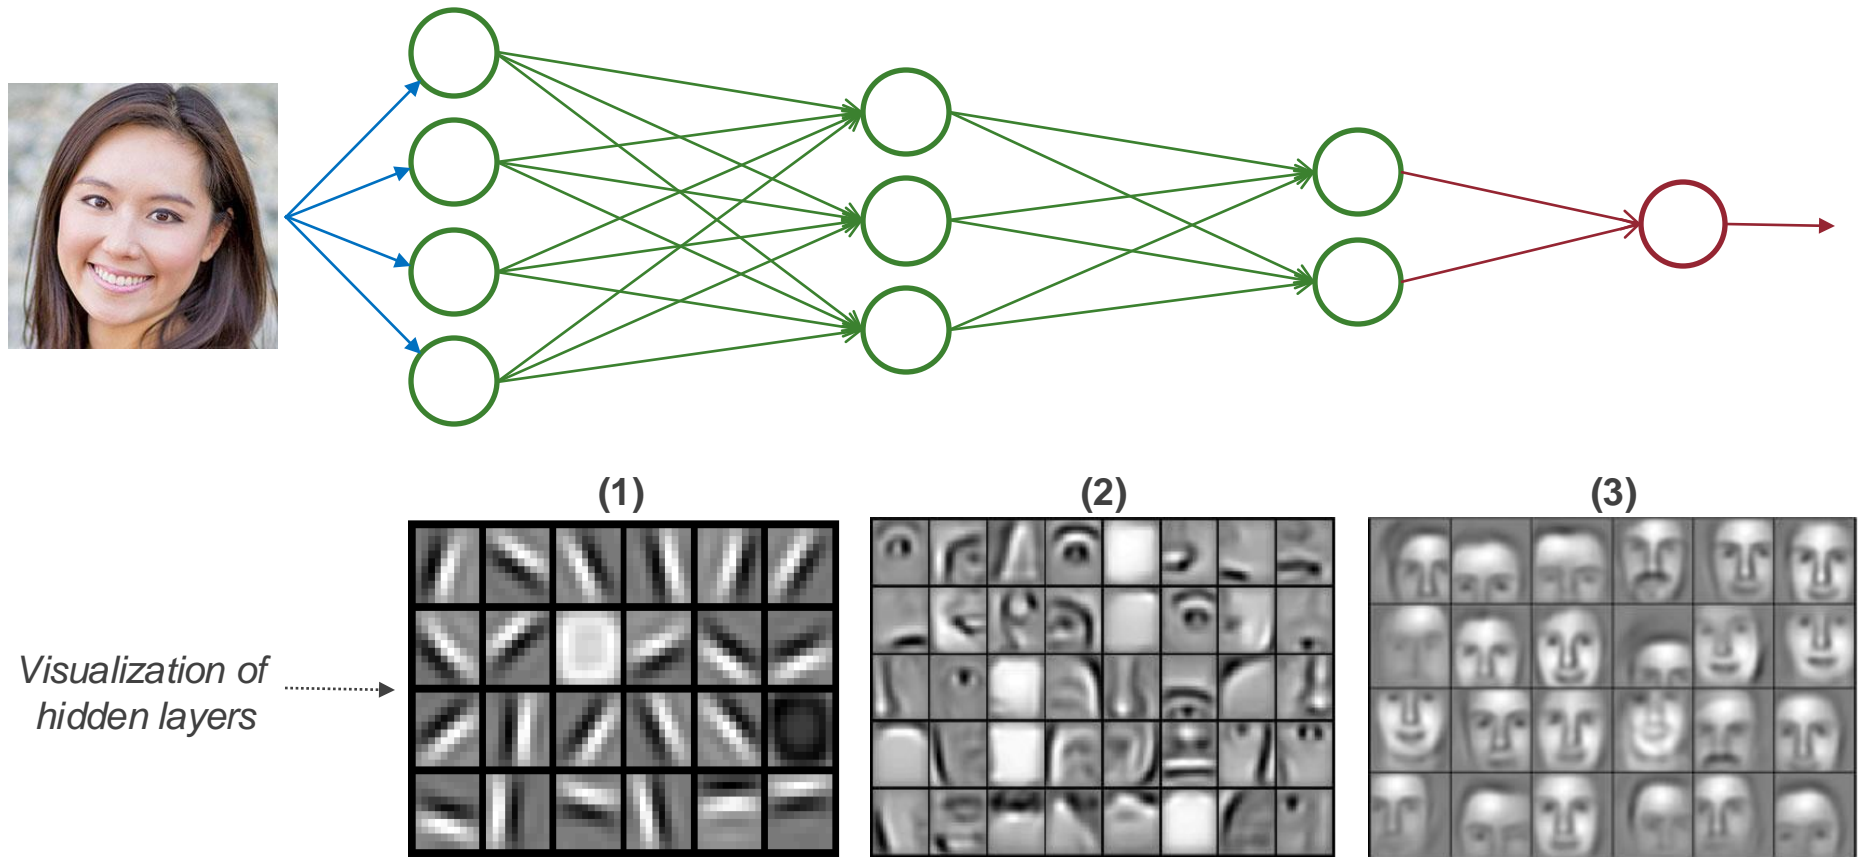 (1)
(2)
(3)
Visualization of
hidden layers